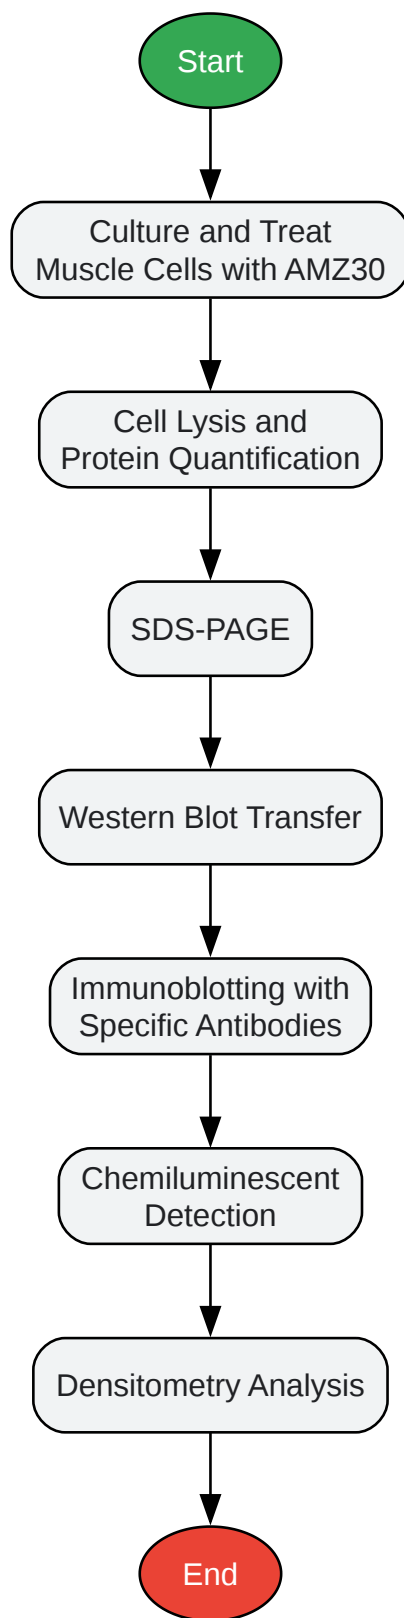 Start
Culture and Treat
Muscle Cells with AMZ30
Cell Lysis and
Protein Quantification
SDS-PAGE
Western Blot Transfer
Immunoblotting with
Specific Antibodies
Chemiluminescent
Detection
Densitometry Analysis
End